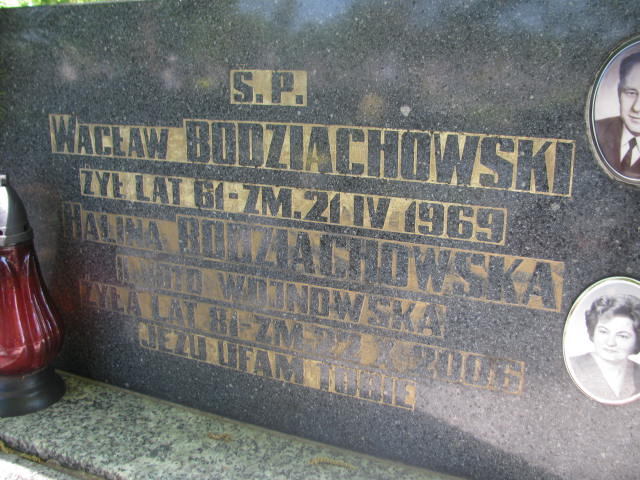 S.P.
WACŁAW BODZIACHOWSKI
ŻYŁ LAT 61-ZM.21 IV 1969
HALINA BODZIACHOWSKA
WOJNOWSKA
ŻYŁA LAT 81-ZM. 2006
JEZU UFAM TOBIE